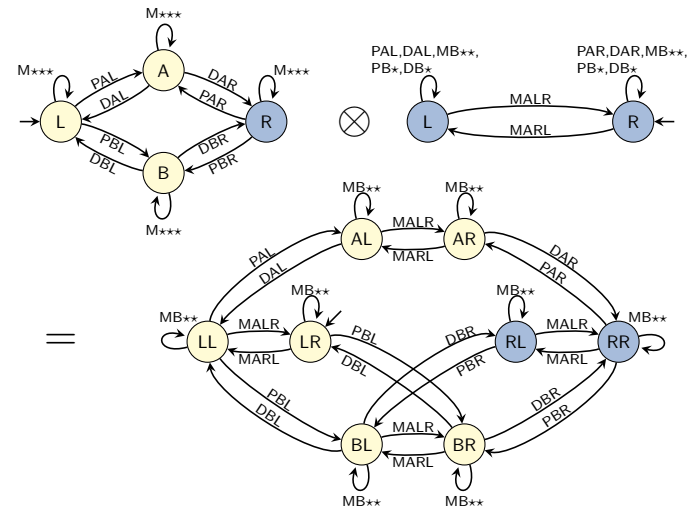 M⋆⋆⋆
A
M⋆⋆⋆
PAL
DAL
DAR
PAR
M⋆⋆⋆
L
R
PBL
DBL
DBR
PBR
B
M⋆⋆⋆
⊗
PAL,DAL,MB⋆⋆,
PB⋆,DB⋆
PAR,DAR,MB⋆⋆,
PB⋆,DB⋆
L
MALR
MARL
R
=
MB⋆⋆
MB⋆⋆
AL
MALR
MARL
AR
PAL
DAL
DAR
PAR
MB⋆⋆
MB⋆⋆
MB⋆⋆
MB⋆⋆
LL
MALR
MARL
LR
PBL
DBL
DBR
PBR
RL
MALR
MARL
RR
PBL
DBL
DBR
PBR
BL
MALR
MARL
BR
MB⋆⋆
MB⋆⋆